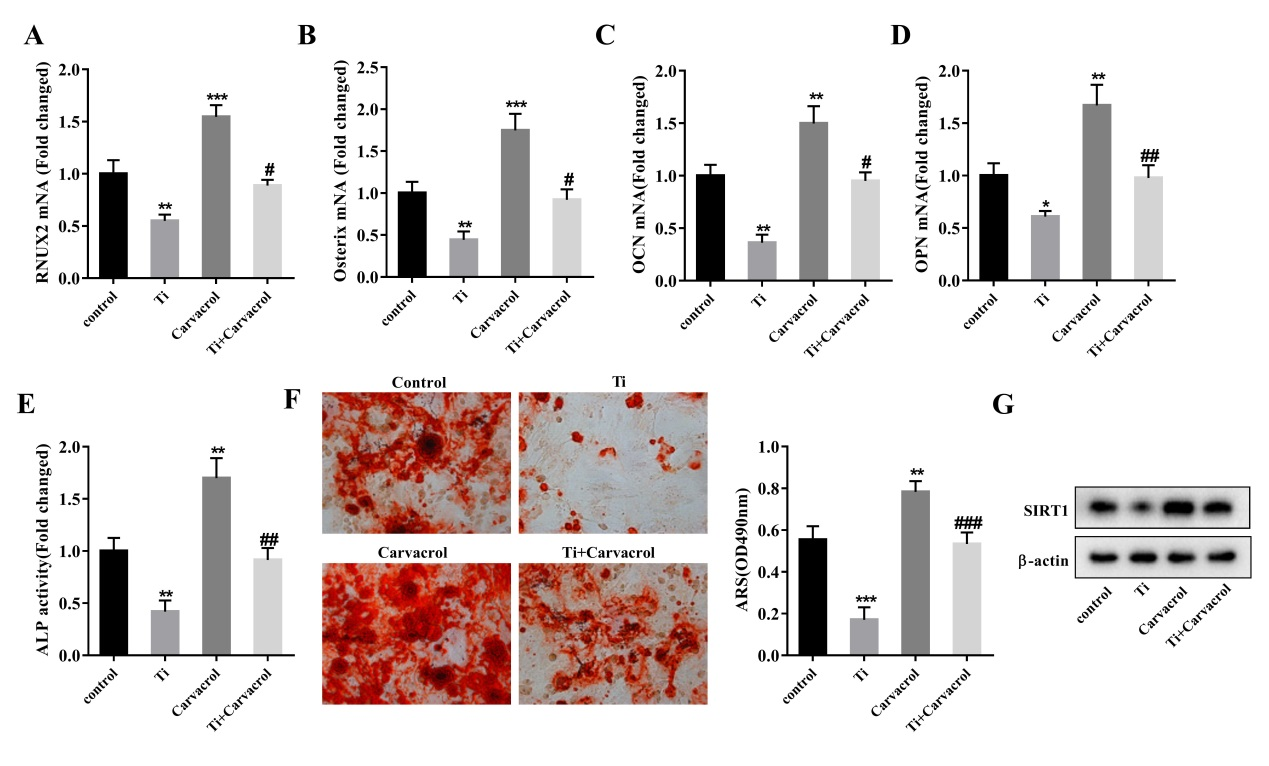 A
RNUX2 mNA (Fold changed)
2.0
1.5
1.0
0.5
0.0
***
**
#
control
Ti
Carvacrol
Ti+Carvacrol
B
Osterix mNA (Fold changed)
2.5
2.0
1.5
1.0
0.5
0.0
***
**
#
control
Ti
Carvacrol
Ti+Carvacrol
C
OCN mNA(Fold changed)
2.0
1.5
1.0
0.5
0.0
**
**
#
control
Ti
Carvacrol
Ti+Carvacrol
D
OPN mNA(Fold changed)
2.0
1.5
1.0
0.5
0.0
*
**
##
control
Ti
Carvacrol
Ti+Carvacrol
E
ALP activity(Fold changed)
2.0
1.5
1.0
0.5
0.0
**
**
##
control
Ti
Carvacrol
Ti+Carvacrol
F
Control
Ti
Carvacrol
Ti+Carvacrol
ARS(OD490nm)
1.0
0.8
0.6
0.4
0.2
0.0
***
**
###
control
Ti
Carvacrol
Ti+Carvacrol
G
SIRT1
β-actin
control
Ti
Carvacrol
Ti+Carvacrol